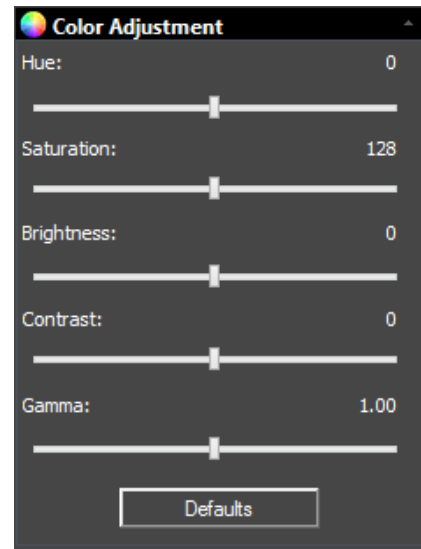 Color Adjustment
Hue: 0
Saturation: 128
Brightness: 0
Contrast: 0
Gamma: 1.00
Defaults